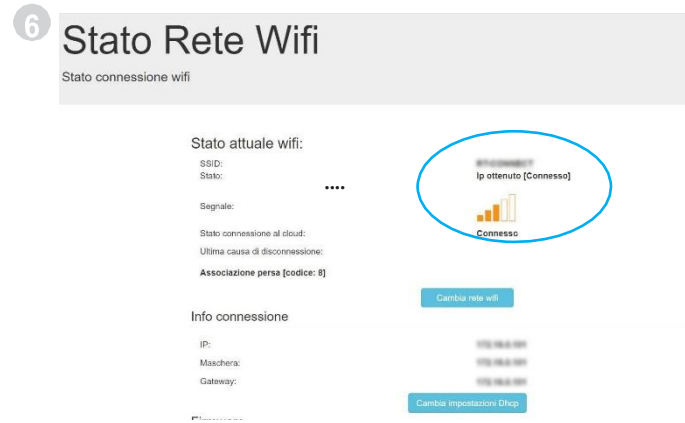 6
Stato Rete Wifi
Stato connessione wifi
Stato attuale wifi:
SSID:
Stato: Ip ottenuto [Connesso]
••••
Segnale:
Stato connessione al cloud: Connesso
Ultima causa di disconnessione:
Associazione persa [codice: 8]
Cambia rete wifi
Info connessione
IP:
Maschera:
Gateway:
Cambia impostazioni Dhcp